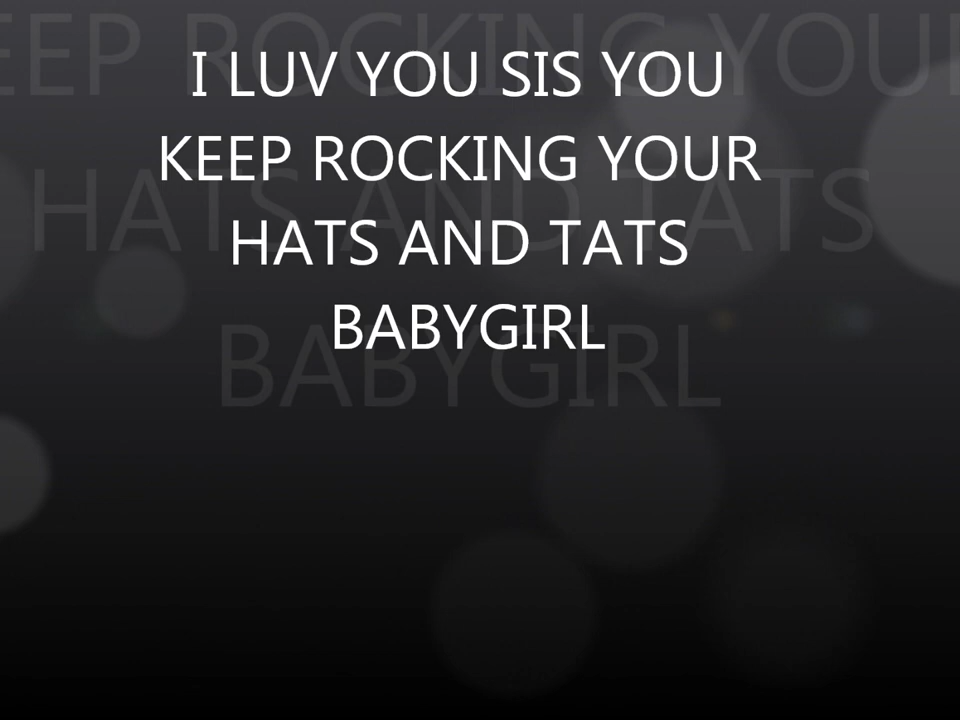 I LUV YOU SIS YOU
KEEP ROCKING YOUR
HATS AND TATS
BABYGIRL